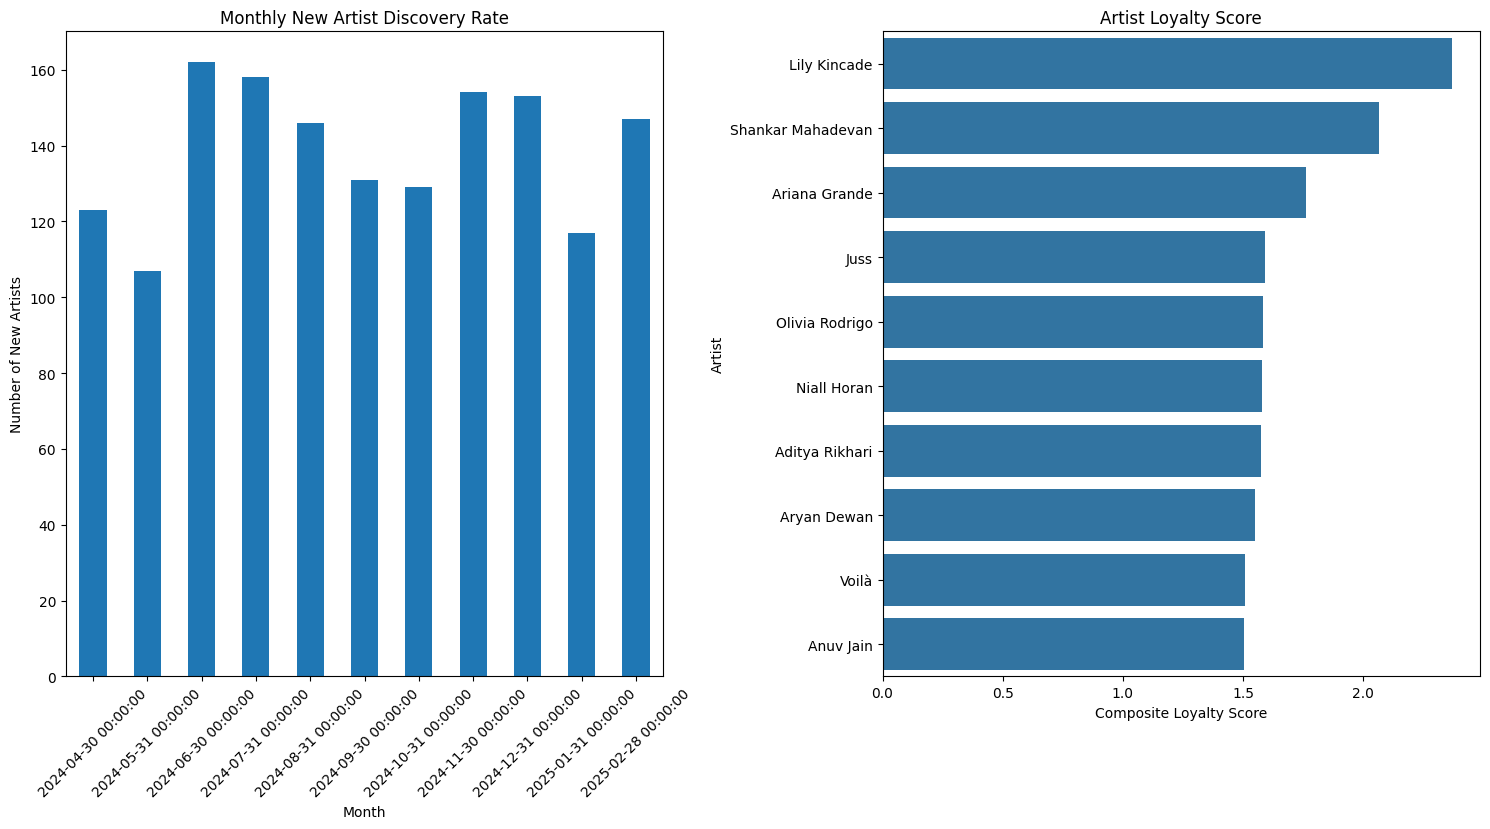 Monthly New Artist Discovery Rate
Number of New Artists
160
140
120
100
80
60
40
20
0
2024-04-30 00:00:00
2024-05-31 00:00:00
2024-06-30 00:00:00
2024-07-31 00:00:00
2024-08-31 00:00:00
2024-09-30 00:00:00
2024-10-31 00:00:00
2024-11-30 00:00:00
2024-12-31 00:00:00
2025-01-31 00:00:00
2025-02-28 00:00:00
Month
Artist Loyalty Score
Artist
Lily Kincade
Shankar Mahadevan
Ariana Grande
Juss
Olivia Rodrigo
Niall Horan
Aditya Rikhari
Aryan Dewan
Voilà
Anuv Jain
0.0 0.5 1.0 1.5 2.0
Composite Loyalty Score